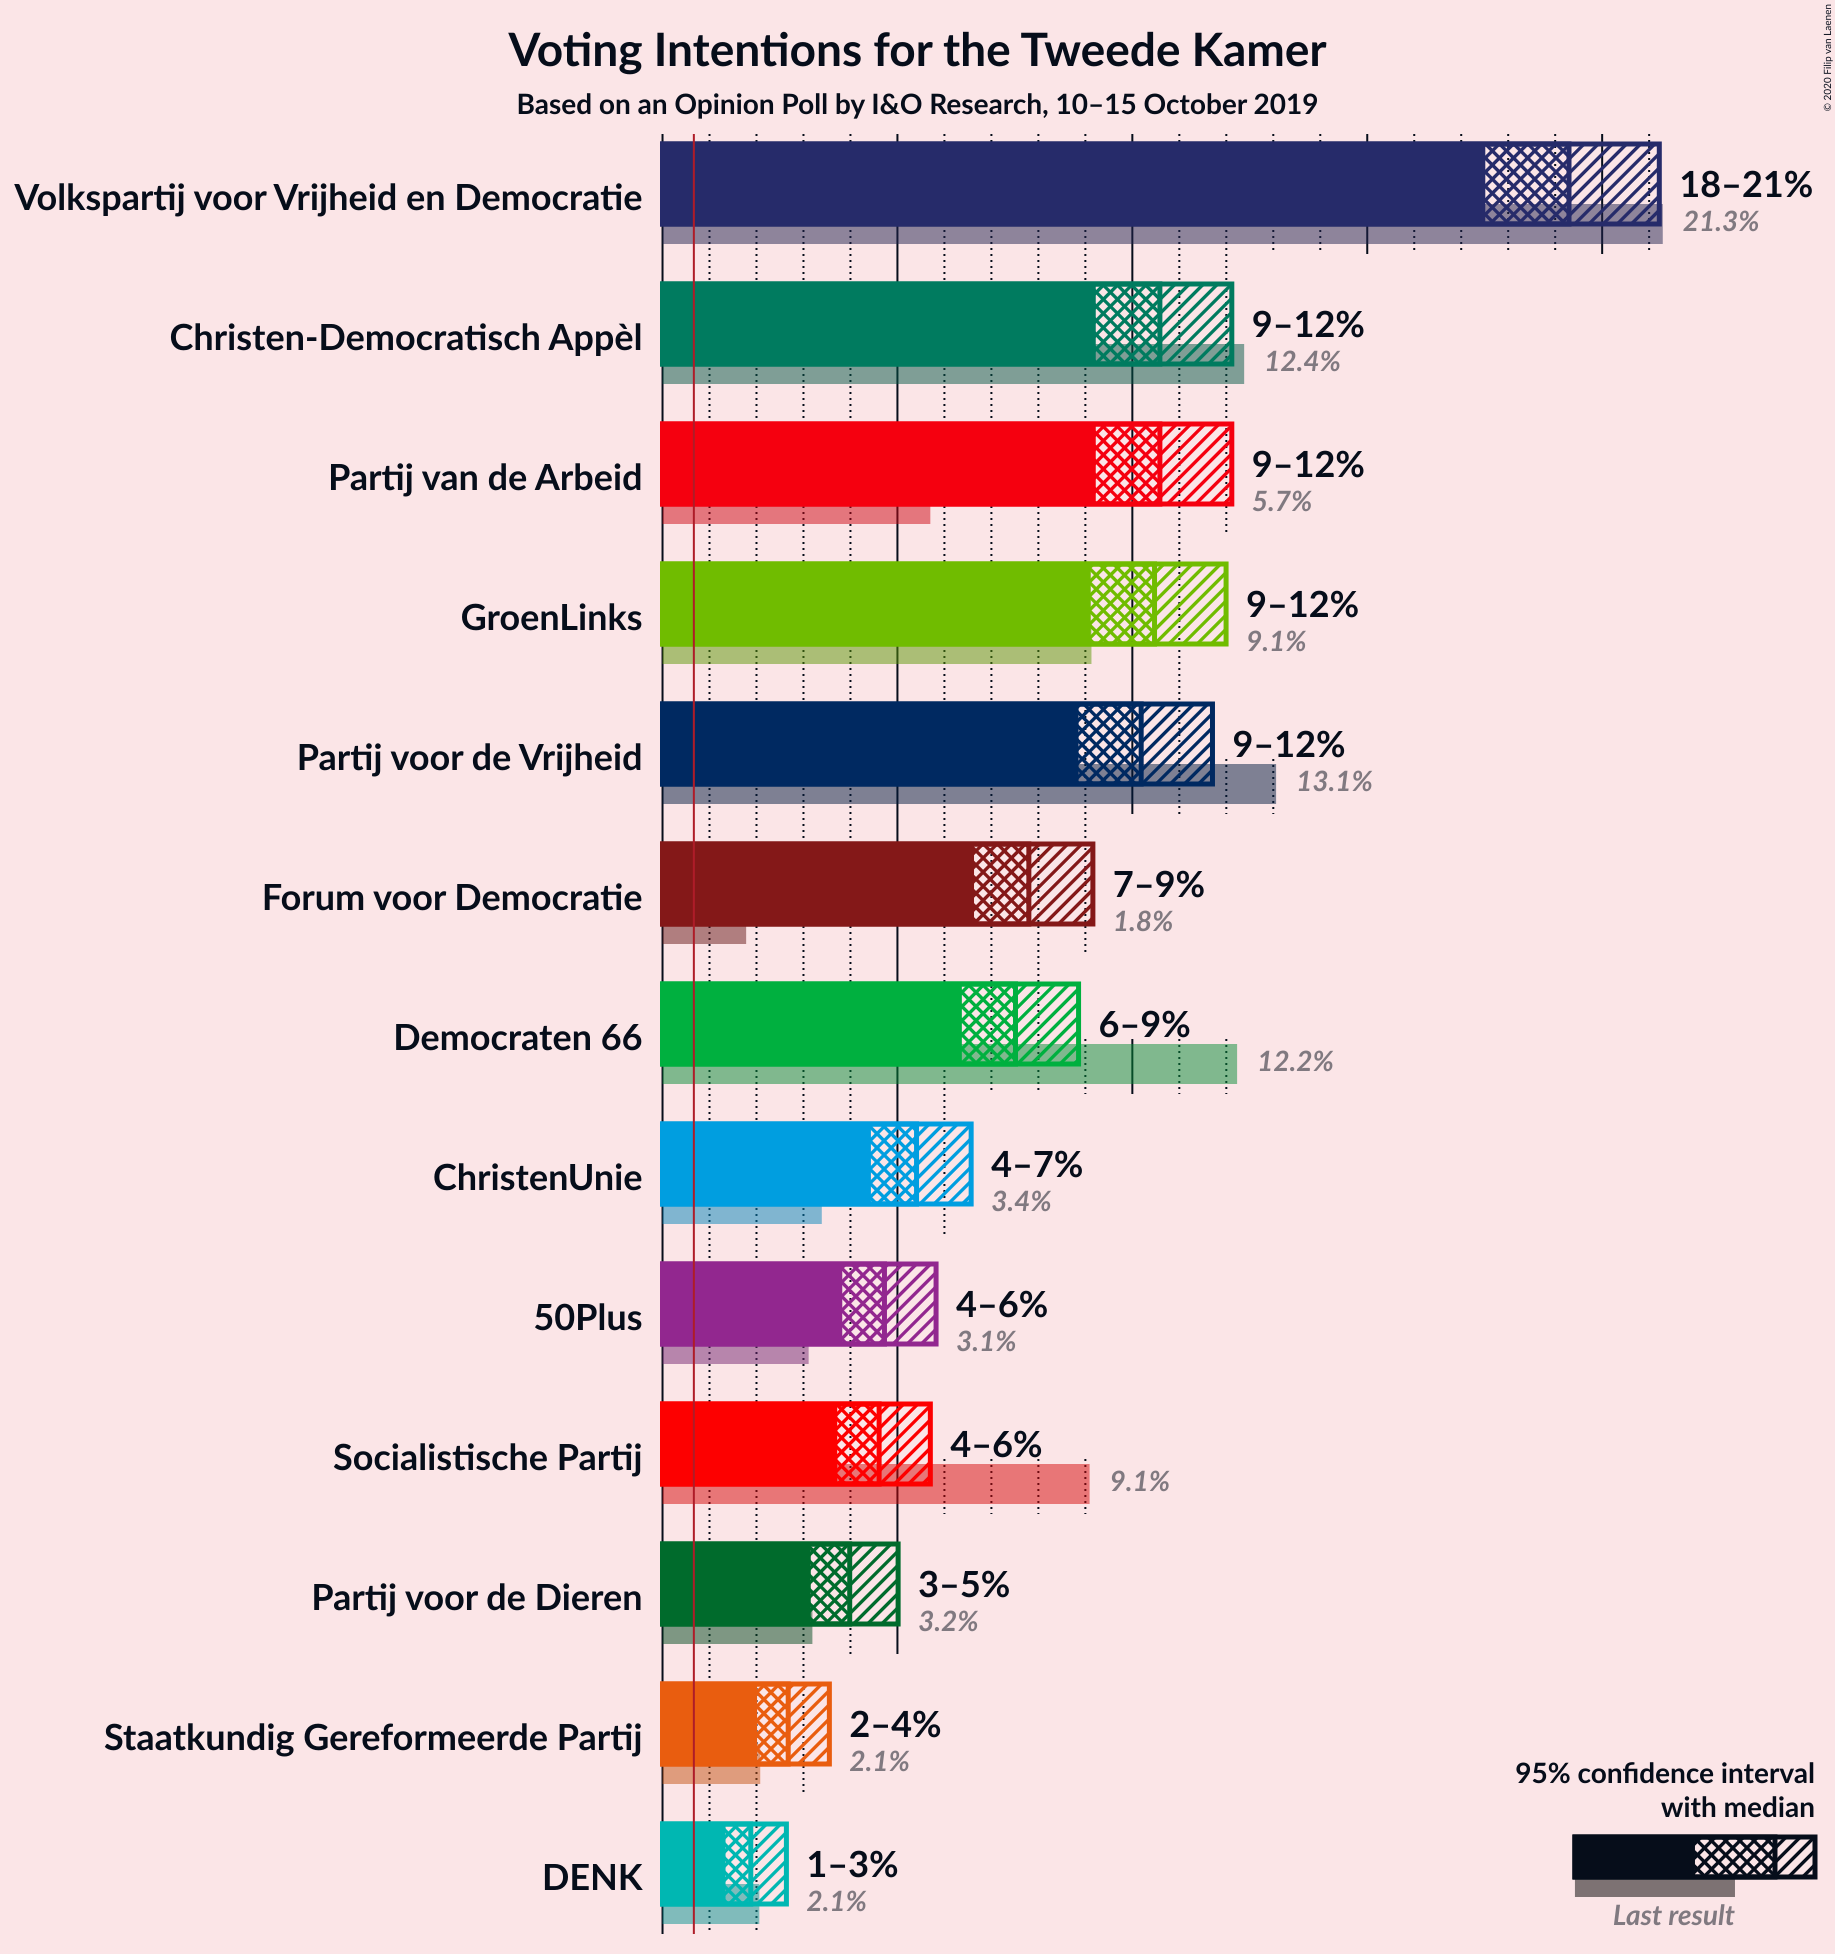 Voting Intentions for the Tweede Kamer
Based on an Opinion Poll by I&O Research, 10–15 October 2019
© 2020 Filip van Laenen
Volkspartij voor Vrijheid en Democratie
18–21%
21.3%
Christen-Democratisch Appèl
9–12%
12.4%
Partij van de Arbeid
9–12%
5.7%
GroenLinks
9–12%
9.1%
Partij voor de Vrijheid
9–12%
13.1%
Forum voor Democratie
7–9%
1.8%
Democraten 66
6–9%
12.2%
ChristenUnie
4–7%
3.4%
50Plus
4–6%
3.1%
Socialistische Partij
4–6%
9.1%
Partij voor de Dieren
3–5%
3.2%
Staatkundig Gereformeerde Partij
2–4%
2.1%
DENK
1–3%
2.1%
95% confidence interval
with median
Last result